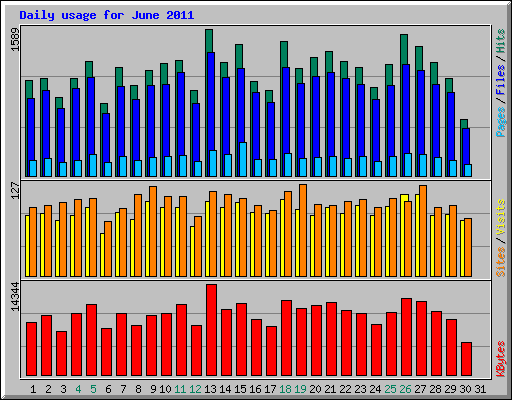 Daily usage for June 2011
1589
Pages / Files / Hits
127
Sites / Visits
14344
KBytes
1 2 3 4 5 6 7 8 9 10 11 12 13 14 15 16 17 18 19 20 21 22 23 24 25 26 27 28 29 30 31